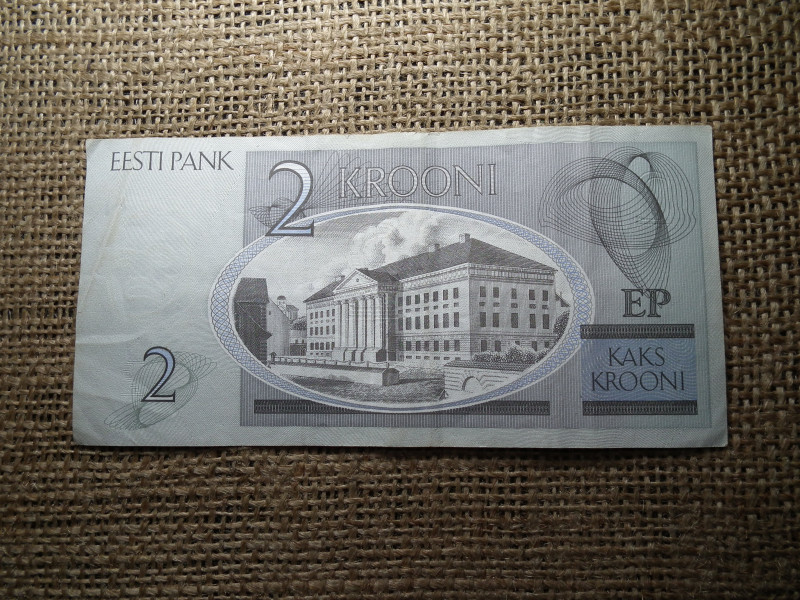 EESTI PANK
2 KROONI
EP
KAKS
KROONI
2